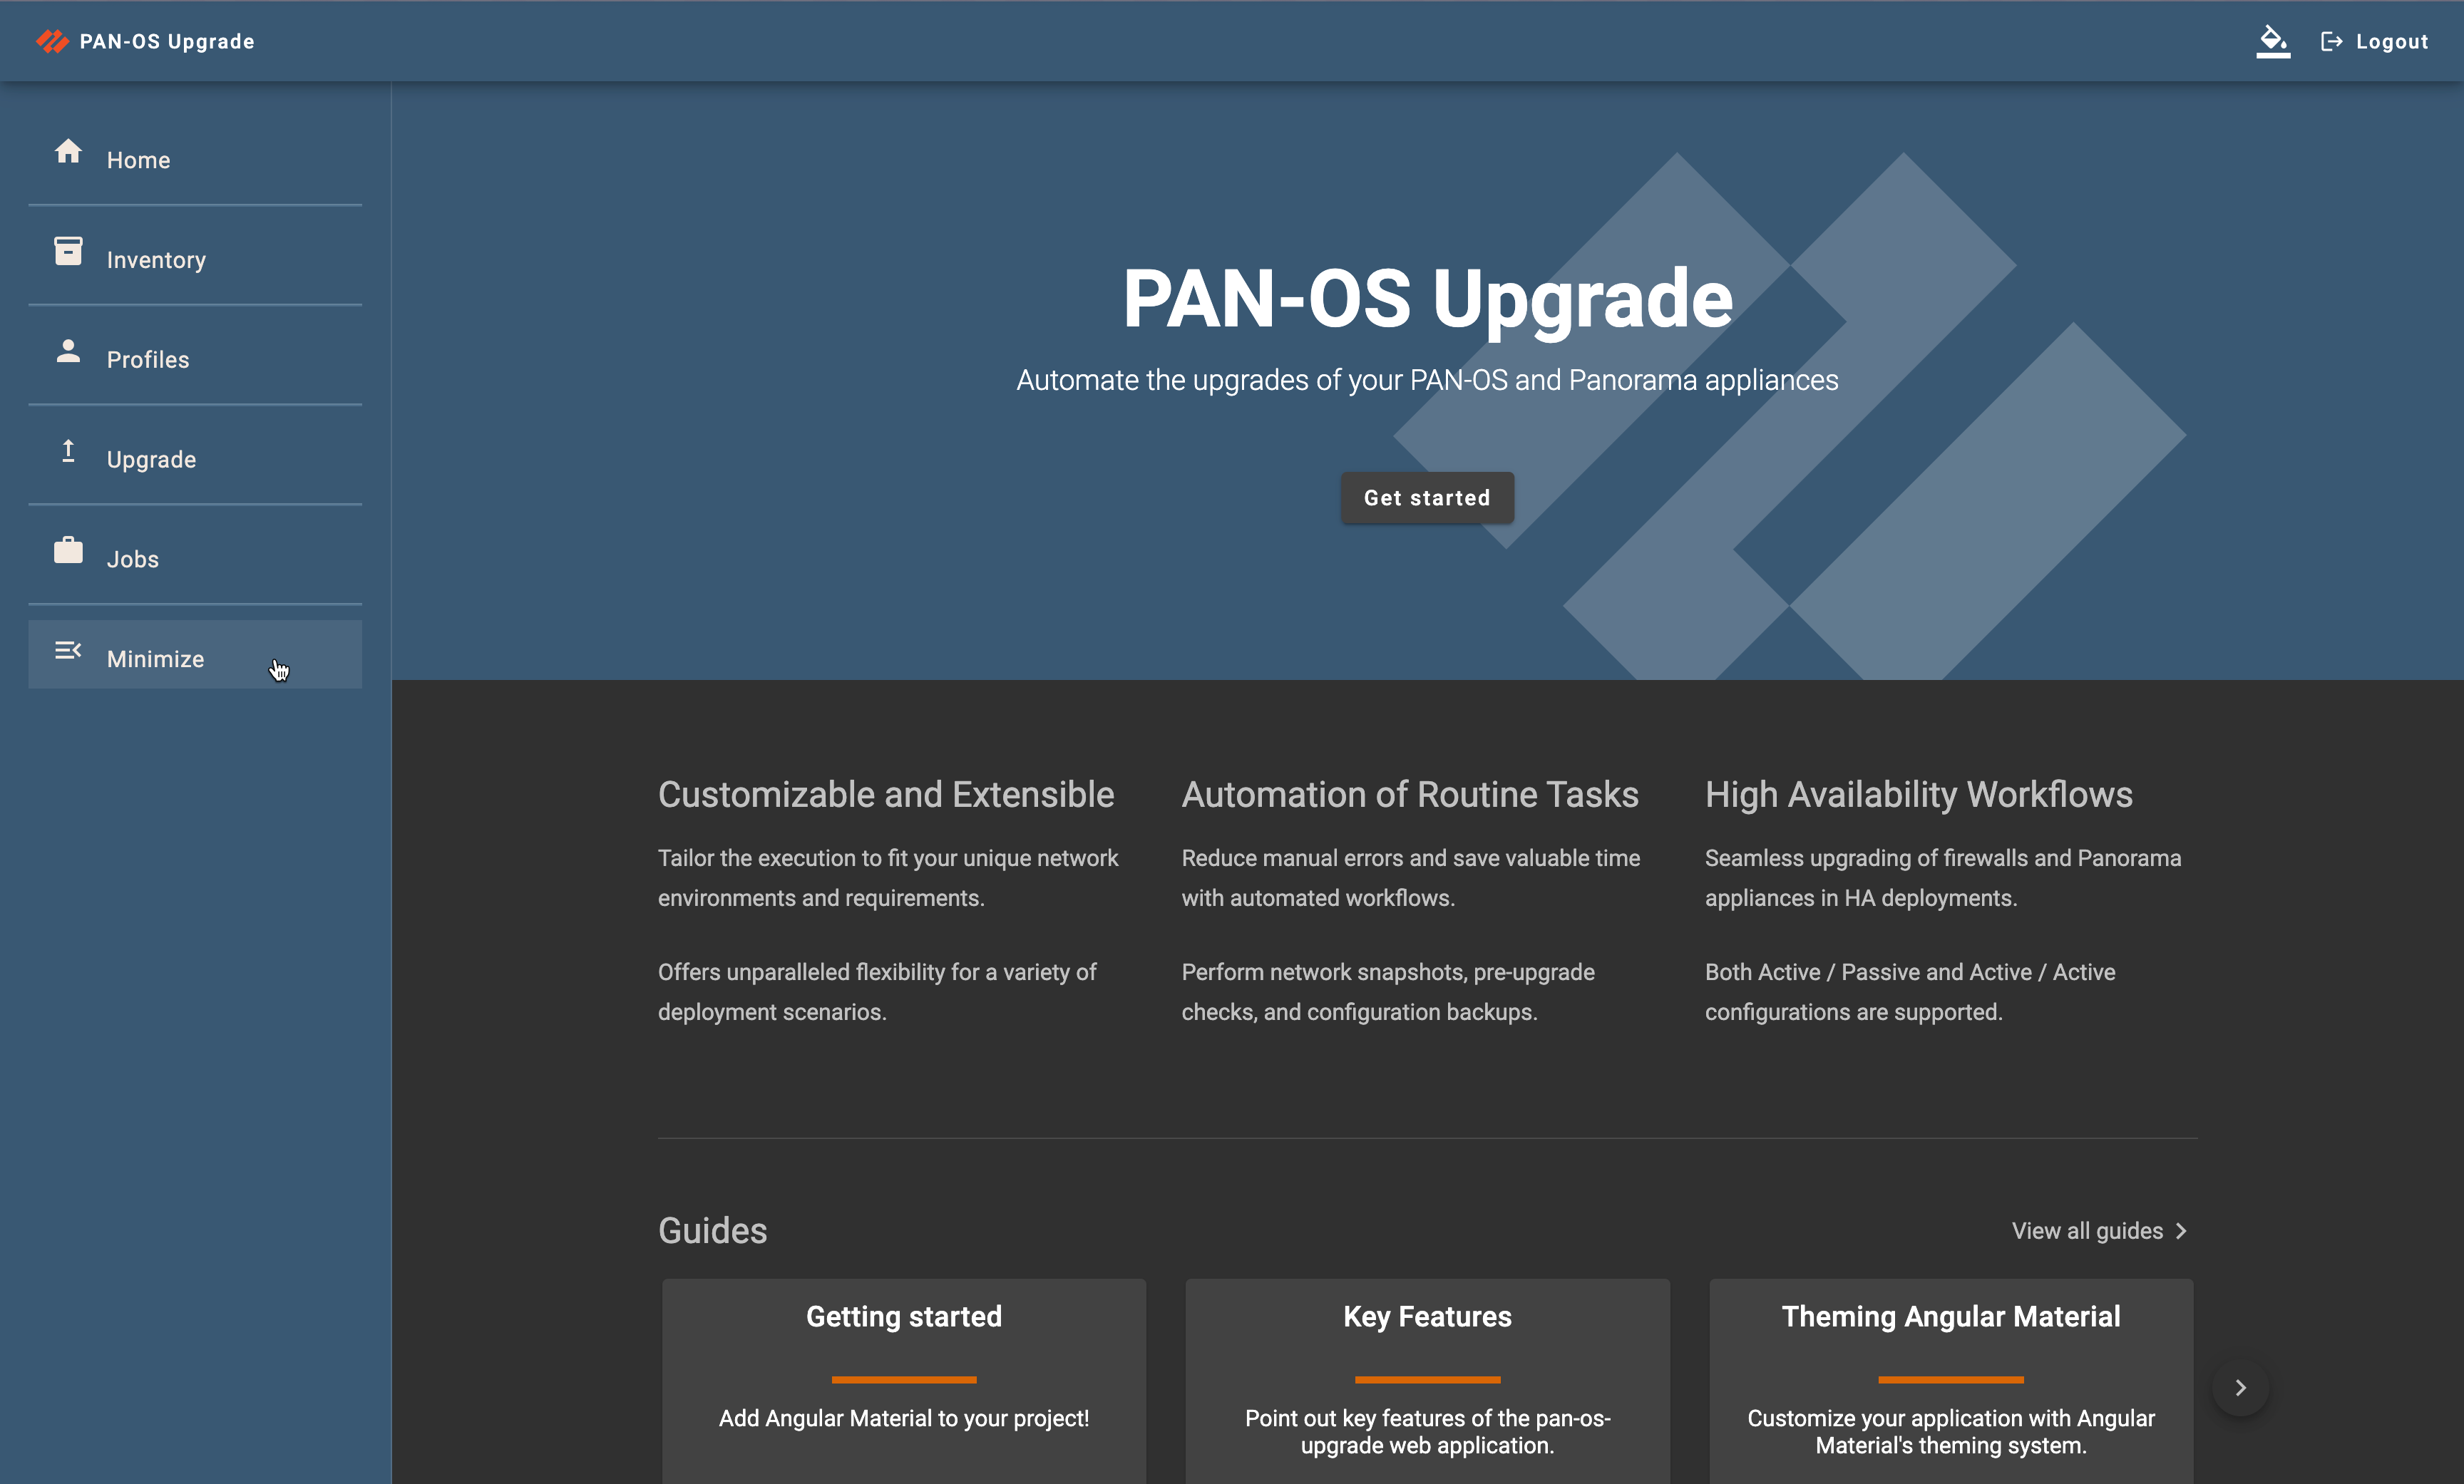 PAN-OS Upgrade
Logout
Home
Inventory
Profiles
Upgrade
Jobs
Minimize
PAN-OS Upgrade
Automate the upgrades of your PAN-OS and Panorama appliances
Get started
Customizable and Extensible
Tailor the execution to fit your unique network
environments and requirements.
Offers unparalleled flexibility for a variety of
deployment scenarios.
Automation of Routine Tasks
Reduce manual errors and save valuable time
with automated workflows.
Perform network snapshots, pre-upgrade
checks, and configuration backups.
High Availability Workflows
Seamless upgrading of firewalls and Panorama
appliances in HA deployments.
Both Active / Passive and Active / Active
configurations are supported.
Guides
View all guides
Getting started
Add Angular Material to your project!
Key Features
Point out key features of the pan-os-
upgrade web application.
Theming Angular Material
Customize your application with Angular
Material's theming system.